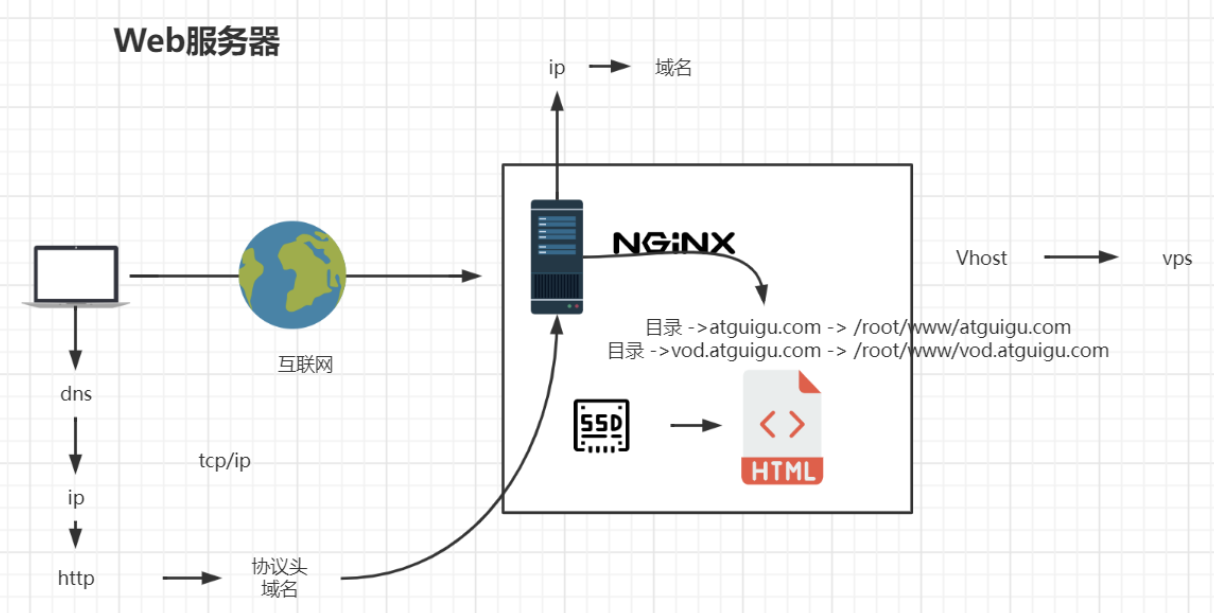 Web服务器
ip
域名
NGiNX
Vhost
vps
目录 ->atguigu.com -> /root/www/atguigu.com
目录 ->vod.atguigu.com -> /root/www/vod.atguigu.com
互联网
dns
SSD
HTML
tcp/ip
ip
http
协议头
域名